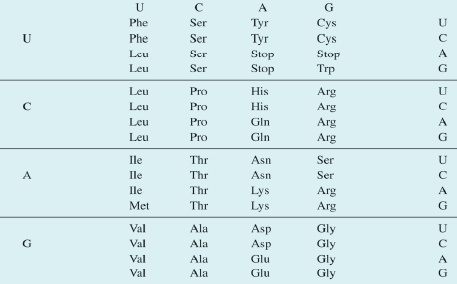 U C A G
Phe Ser Tyr Cys U
U Phe Ser Tyr Cys C
Leu Ser Stop Stop A
Leu Ser Stop Trp G
Leu Pro His Arg U
C Leu Pro His Arg C
Leu Pro Gln Arg A
Leu Pro Gln Arg G
Ile Thr Asn Ser U
A Ile Thr Asn Ser C
Ile Thr Lys Arg A
Met Thr Lys Arg G
Val Ala Asp Gly U
G Val Ala Asp Gly C
Val Ala Glu Gly A
Val Ala Glu Gly G